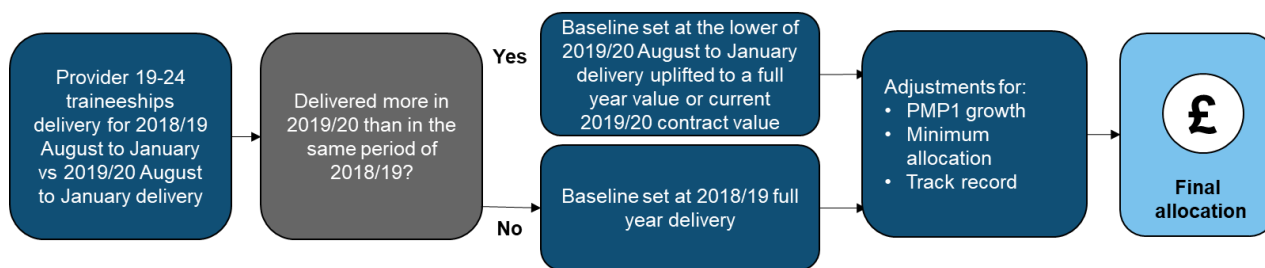 Provider 19-24
traineeships
delivery for 2018/19
August to January
vs 2019/20 August
to January delivery
Delivered more in
2019/20 than in the
same period of
2018/19?
Yes
Baseline set at the lower of
2019/20 August to January
delivery uplifted to a full
year value or current
2019/20 contract value
No
Baseline set at 2018/19 full
year delivery
Adjustments for:
• PMP1 growth
• Minimum
allocation
• Track record
£
Final
allocation